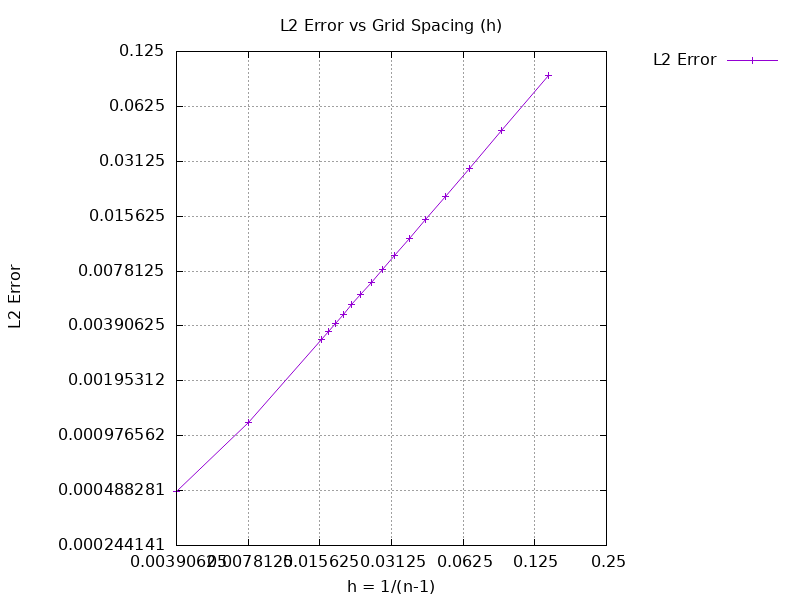 L2 Error vs Grid Spacing (h)
0.125
L2 Error
0.0625
0.03125
0.015625
0.0078125
L2 Error
0.00390625
0.00195312
0.000976562
0.000488281
0.000244141
0.00390625 0.0078125 0.015625 0.03125 0.0625 0.125 0.25
h = 1/(n-1)